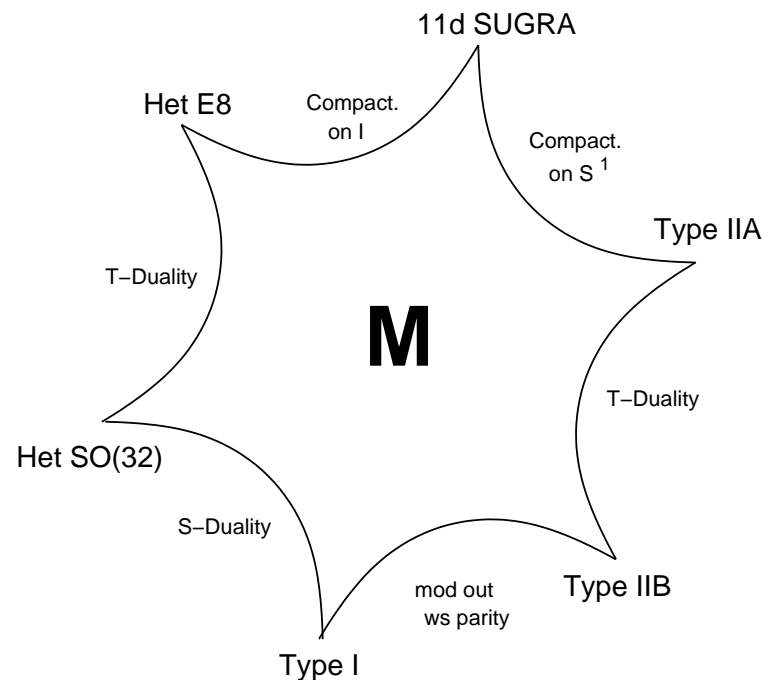 11d SUGRA
Het E8
Compact.
on I
Compact.
on S 1
Type IIA
T–Duality
M
T–Duality
Het SO(32)
S–Duality
Type IIB
mod out
ws parity
Type I